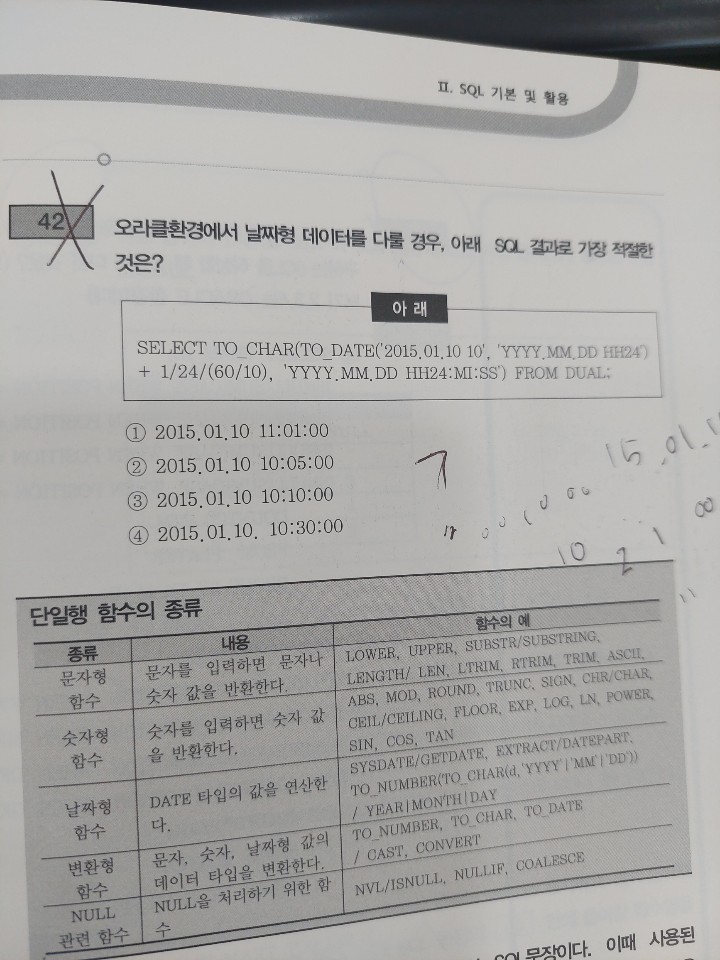 II. SQL 기본 및 활용
42
오라클환경에서 날짜형 데이터를 다룰 경우, 아래 SQL 결과로 가장 적절한
것은?
아 래
SELECT TO_CHAR(TO_DATE('2015.01.10 10', 'YYYY.MM.DD HH24')
+ 1/24/(60/10), 'YYYY.MM.DD HH24:MI:SS') FROM DUAL;
① 2015.01.10 11:01:00
② 2015.01.10 10:05:00
③ 2015.01.10 10:10:00
④ 2015.01.10. 10:30:00
15.01.1
10 2 1 00
단일행 함수의 종류
종류 내용 함수의 예
문자형 함수 문자를 입력하면 문자나 숫자 값을 반환한다. LOWER, UPPER, SUBSTR/SUBSTRING,
LENGTH/ LEN, LTRIM, RTRIM, TRIM, ASCII,
숫자형 함수 숫자를 입력하면 숫자 값을 반환한다. ABS, MOD, ROUND, TRUNC, SIGN, CHR/CHAR,
CEIL/CEILING, FLOOR, EXP, LOG, LN, POWER,
SIN, COS, TAN
날짜형 함수 DATE 타입의 값을 연산한다. SYSDATE/GETDATE, EXTRACT/DATEPART,
TO_NUMBER(TO_CHAR(d,'YYYY'|'MM'|'DD'))
/ YEAR|MONTH|DAY
변환형 함수 문자, 숫자, 날짜형 값의 데이터 타입을 변환한다. TO_NUMBER, TO_CHAR, TO_DATE
/ CAST, CONVERT
NULL 관련 함수 NULL을 처리하기 위한 함수 NVL/ISNULL, NULLIF, COALESCE
SQL문장이다. 이때 사용된